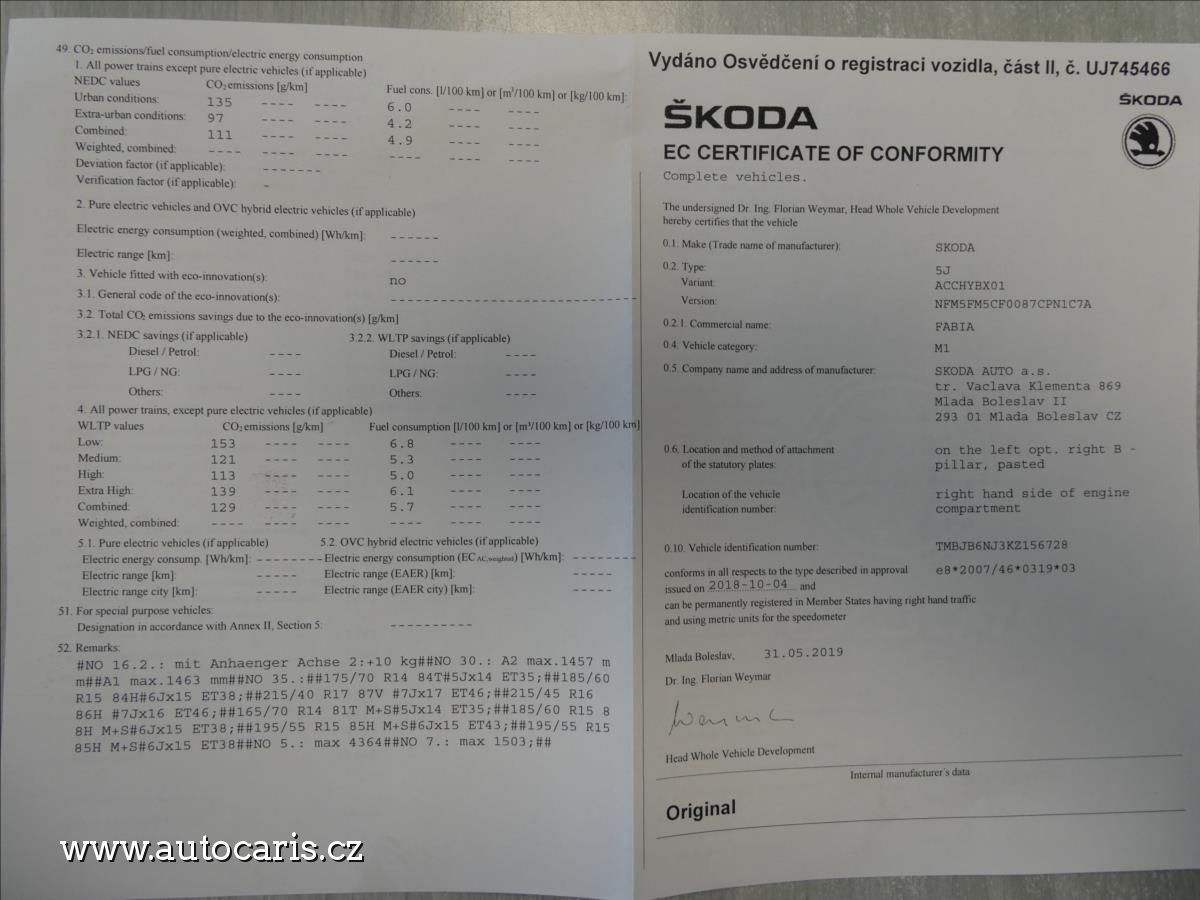 49. CO2 emissions/fuel consumption/electric energy consumption
1. All power trains except pure electric vehicles (if applicable)
NEDC values CO2 emissions [g/km] Fuel cons. [l/100 km] or [m³/100 km] or [kg/100 km]:
Urban conditions: 135 ---- ---- 6.0 ---- ----
Extra-urban conditions: 97 ---- ---- 4.2 ---- ----
Combined: 111 ---- ---- 4.9 ---- ----
Weighted, combined: ---- ---- ---- ---- ---- ----
Deviation factor (if applicable): -------
Verification factor (if applicable): -
2. Pure electric vehicles and OVC hybrid electric vehicles (if applicable)
Electric energy consumption (weighted, combined) [Wh/km]: ------
Electric range [km]: ------
3. Vehicle fitted with eco-innovation(s): no
3.1. General code of the eco-innovation(s): ------------------------------
3.2. Total CO2 emissions savings due to the eco-innovation(s) [g/km]
3.2.1. NEDC savings (if applicable) 3.2.2. WLTP savings (if applicable)
Diesel / Petrol: ---- Diesel / Petrol: ----
LPG / NG: ---- LPG / NG: ----
Others: ---- Others: ----
4. All power trains, except pure electric vehicles (if applicable)
WLTP values CO2 emissions [g/km] Fuel consumption [l/100 km] or [m³/100 km] or [kg/100 km]
Low: 153 ---- ---- 6.8 ---- ----
Medium: 121 ---- ---- 5.3 ---- ----
High: 113 ---- ---- 5.0 ---- ----
Extra High: 139 ---- ---- 6.1 ---- ----
Combined: 129 ---- ---- 5.7 ---- ----
Weighted, combined: ---- ---- ---- ---- ---- ----
5.1. Pure electric vehicles (if applicable) 5.2. OVC hybrid electric vehicles (if applicable)
Electric energy consump. [Wh/km]: -------- Electric energy consumption (EC AC,weighted) [Wh/km]: --------
Electric range [km]: ----- Electric range (EAER) [km]: -----
Electric range city [km]: ----- Electric range (EAER city) [km]: -----
51. For special purpose vehicles:
Designation in accordance with Annex II, Section 5: ----------
52. Remarks:
#NO 16.2.: mit Anhaenger Achse 2:+10 kg##NO 30.: A2 max.1457 m
m##A1 max.1463 mm##NO 35.:##175/70 R14 84T#5Jx14 ET35;##185/60
R15 84H#6Jx15 ET38;##215/40 R17 87V #7Jx17 ET46;##215/45 R16
86H #7Jx16 ET46;##165/70 R14 81T M+S#5Jx14 ET35;##185/60 R15 8
8H M+S#6Jx15 ET38;##195/55 R15 85H M+S#6Jx15 ET43;##195/55 R15
85H M+S#6Jx15 ET38##NO 5.: max 4364##NO 7.: max 1503;##
www.autocaris.cz
Vydáno Osvědčení o registraci vozidla, část II, č. UJ745466
ŠKODA
ŠKODA
EC CERTIFICATE OF CONFORMITY
Complete vehicles.
The undersigned Dr. Ing. Florian Weymar, Head Whole Vehicle Development
hereby certifies that the vehicle
0.1. Make (Trade name of manufacturer): SKODA
0.2. Type: 5J
Variant: ACCHYBX01
Version: NFM5FM5CF0087CPN1C7A
0.2.1. Commercial name: FABIA
0.4. Vehicle category: M1
0.5. Company name and address of manufacturer: SKODA AUTO a.s.
tr. Vaclava Klementa 869
Mlada Boleslav II
293 01 Mlada Boleslav CZ
0.6. Location and method of attachment on the left opt. right B -
of the statutory plates: pillar, pasted
Location of the vehicle right hand side of engine
identification number: compartment
0.10. Vehicle identification number: TMBJB6NJ3KZ156728
conforms in all respects to the type described in approval e8*2007/46*0319*03
issued on 2018-10-04 and
can be permanently registered in Member States having right hand traffic
and using metric units for the speedometer
Mlada Boleslav, 31.05.2019
Dr. Ing. Florian Weymar
Head Whole Vehicle Development
Internal manufacturer's data
Original